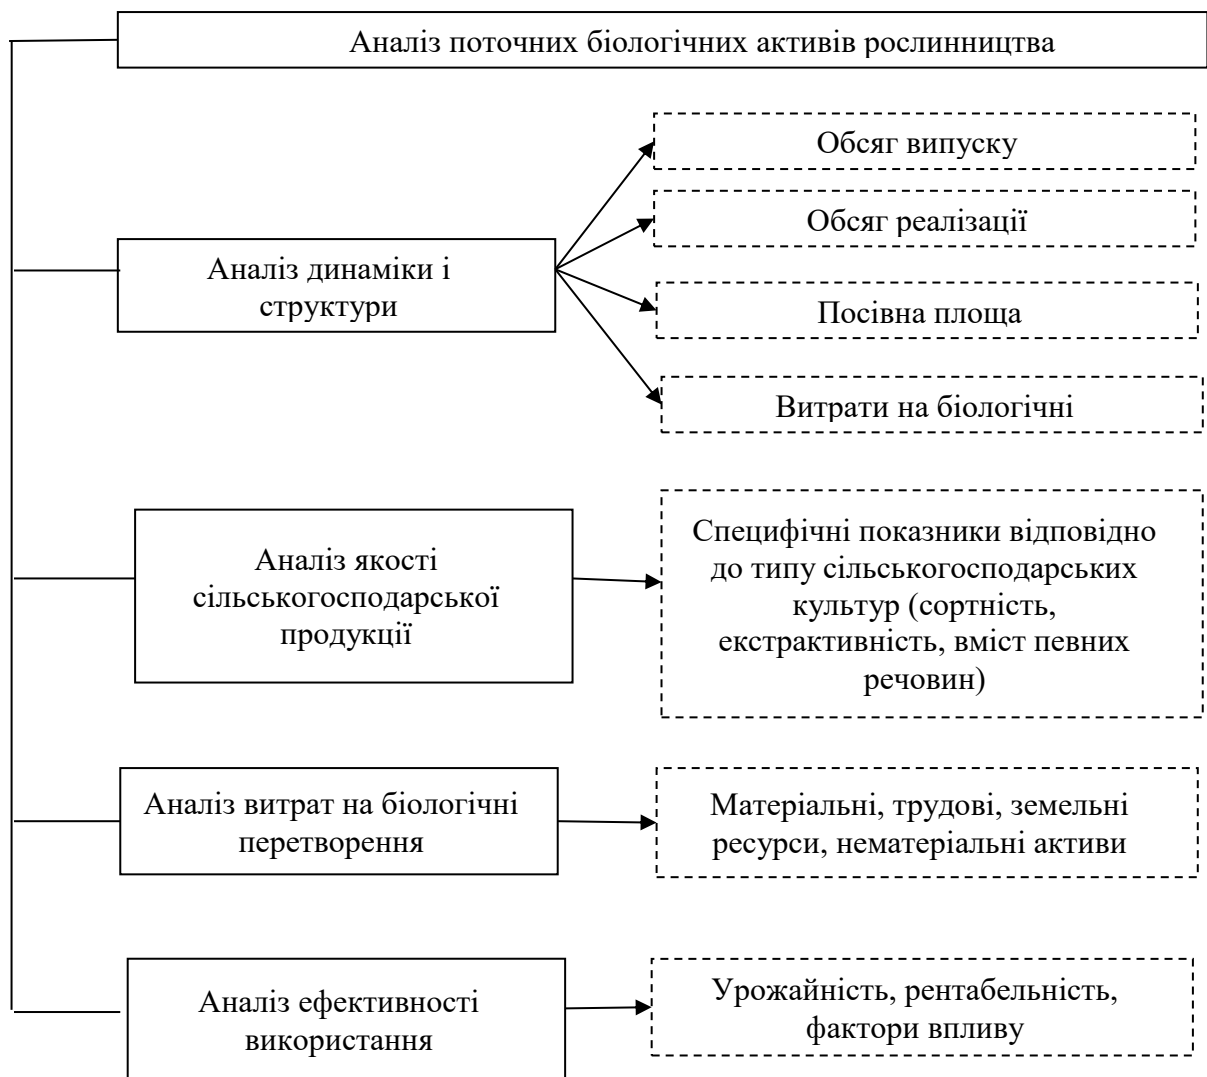 Аналіз поточних біологічних активів рослинництва
Обсяг випуску
Обсяг реалізації
Аналіз динаміки і
структури
Посівна площа
Витрати на біологічні
Аналіз якості
сільськогосподарської
продукції
Специфічні показники відповідно
до типу сільськогосподарських
культур (сортність,
екстрактивність, вміст певних
речовин)
Аналіз витрат на біологічні
перетворення
Матеріальні, трудові, земельні
ресурси, нематеріальні активи
Аналіз ефективності
використання
Урожайність, рентабельність,
фактори впливу